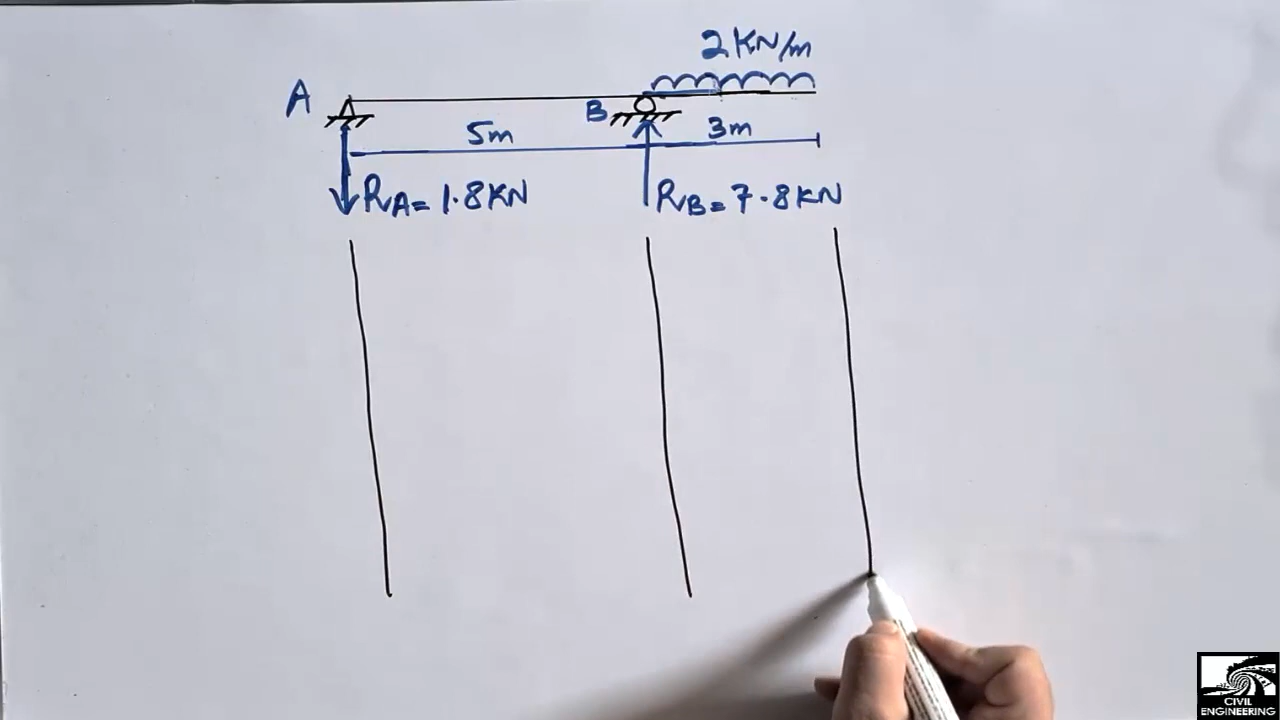 2KN/m
A
B
5m
3m
RA=1.8KN
RB=7.8KN
CIVIL
ENGINEERING